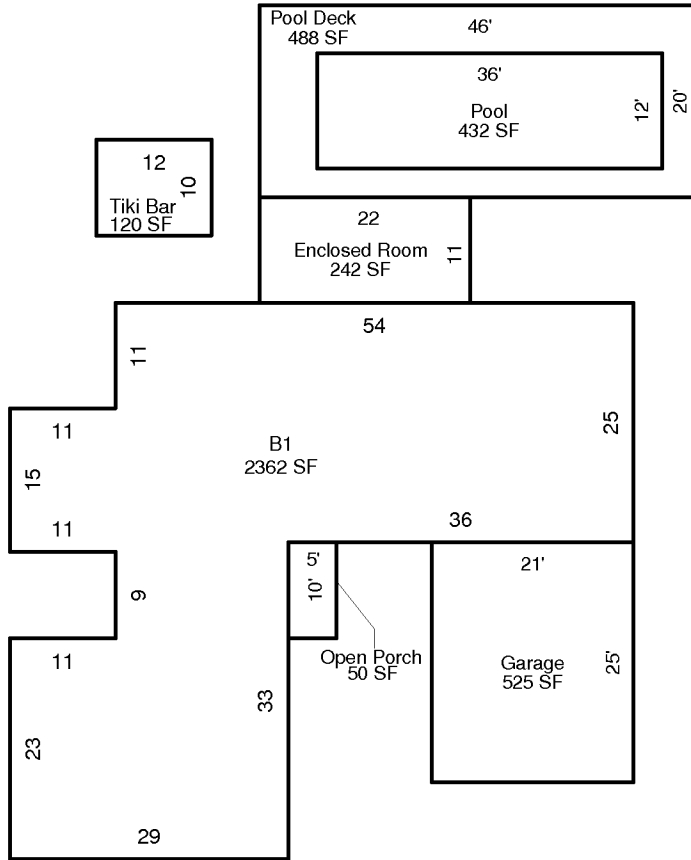 Pool Deck
488 SF
46'
36'
Pool
432 SF
12'
20'
12
10
Tiki Bar
120 SF
22
Enclosed Room
242 SF
11
54
11
11
B1
2362 SF
25
15
11
36
9
5'
10'
21'
11
Open Porch
50 SF
Garage
525 SF
25'
33
23
29